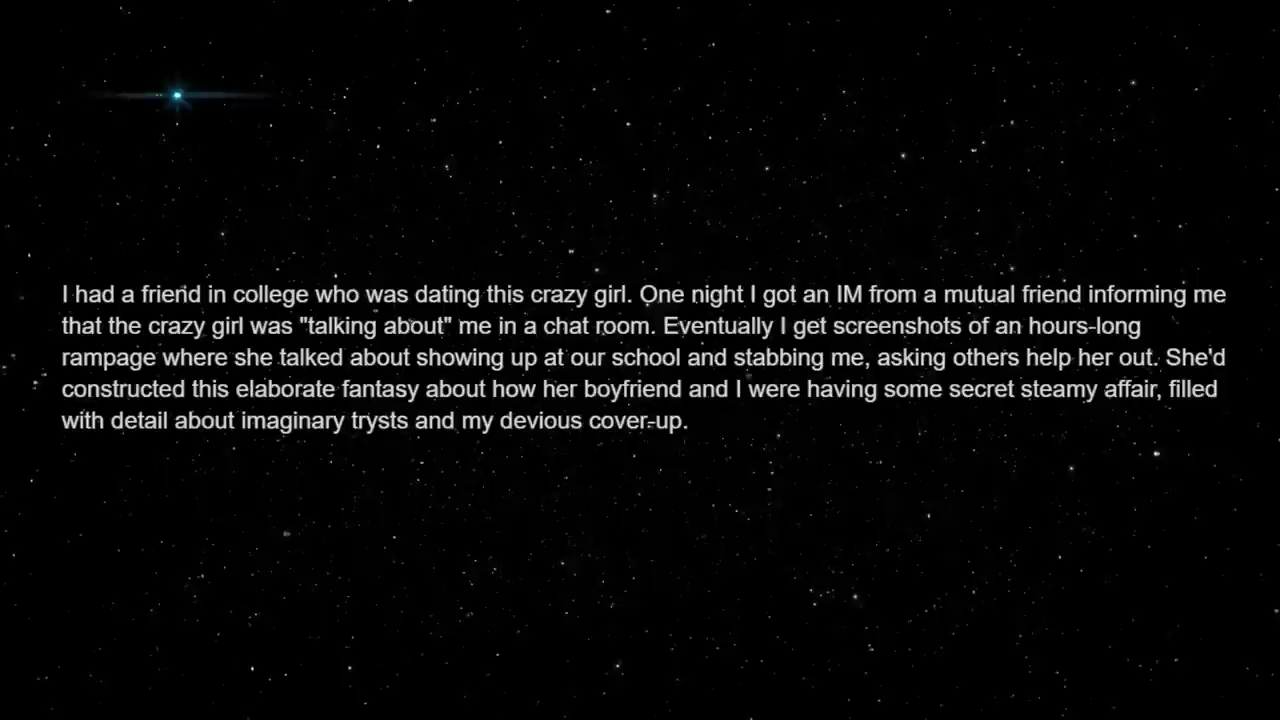 I had a friend in college who was dating this crazy girl. One night I got an IM from a mutual friend informing me
that the crazy girl was "talking about" me in a chat room. Eventually I get screenshots of an hours-long
rampage where she talked about showing up at our school and stabbing me, asking others help her out. She'd
constructed this elaborate fantasy about how her boyfriend and I were having some secret steamy affair, filled
with detail about imaginary trysts and my devious cover-up.